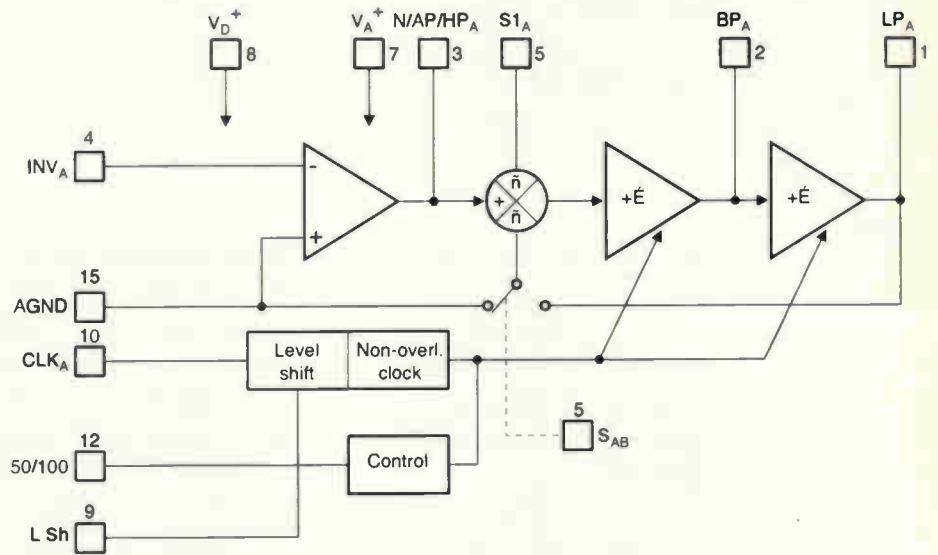 V_D^+
8
V_A^+
7
N/AP/HP_A
3
S1_A
5
BP_A
2
LP_A
1
4
INV_A
-
+
+
ñ
ñ
+É
+É
15
AGND
10
CLK_A
Level shift
Non-overl. clock
5
S_AB
12
50/100
Control
9
L Sh